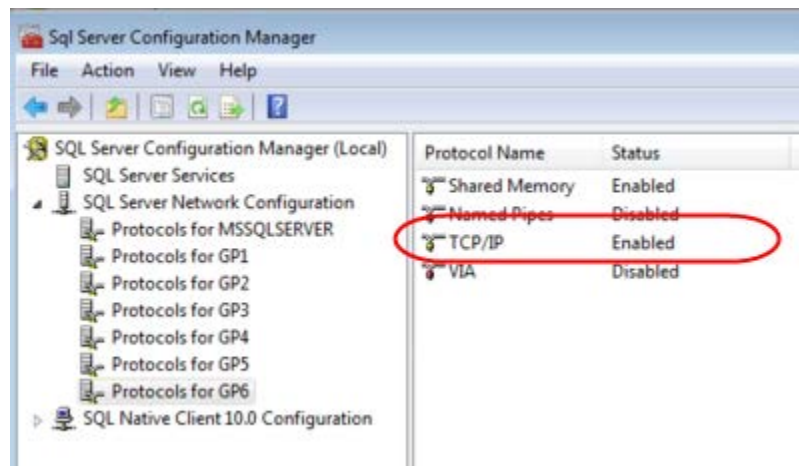 Sql Server Configuration Manager
File Action View Help
SQL Server Configuration Manager (Local)
SQL Server Services
SQL Server Network Configuration
Protocols for MSSQLSERVER
Protocols for GP1
Protocols for GP2
Protocols for GP3
Protocols for GP4
Protocols for GP5
Protocols for GP6
SQL Native Client 10.0 Configuration
Protocol Name Status
Shared Memory Enabled
Named Pipes Disabled
TCP/IP Enabled
VIA Disabled